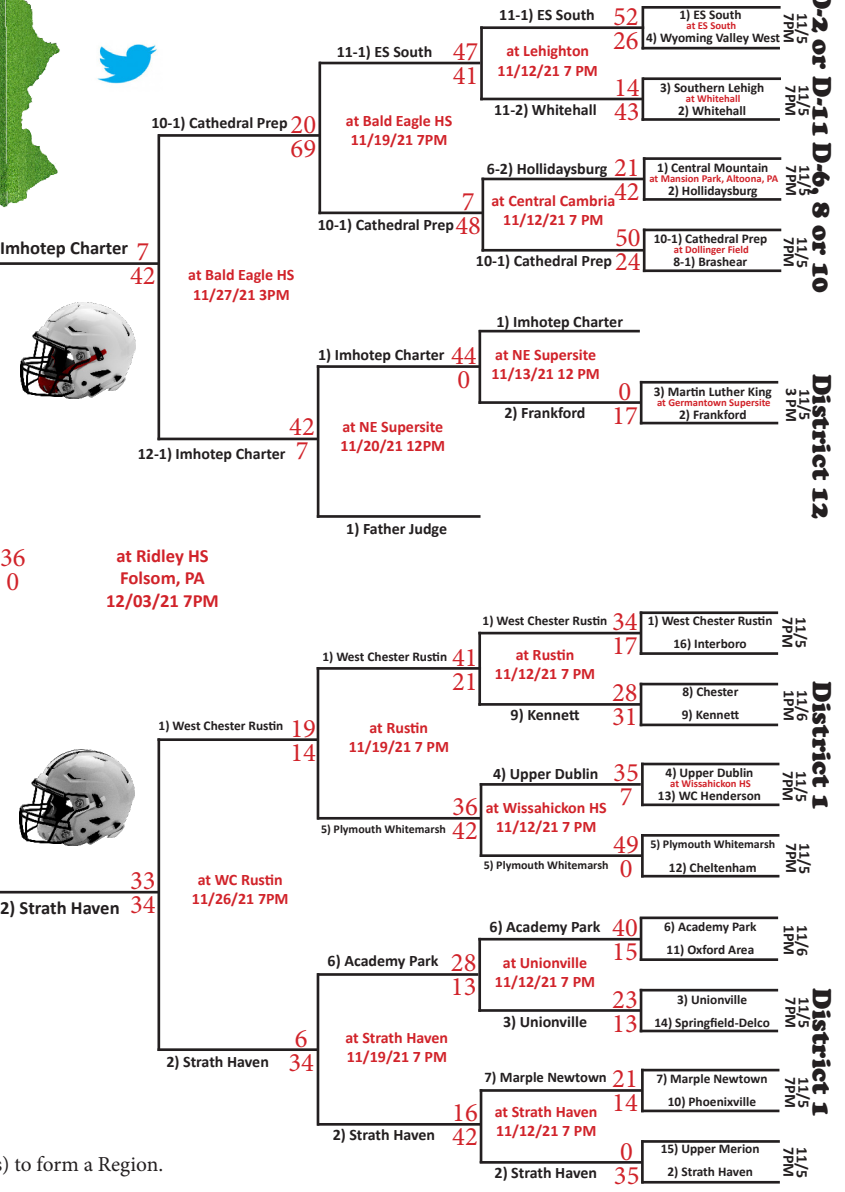 11-1) ES South 52
26
1) ES South
at ES South
4) Wyoming Valley West
11/5
7PM
D-2 or D-11
11-1) ES South 47
41
at Lehighton
11/12/21 7 PM
14
43
11-2) Whitehall
3) Southern Lehigh
at Whitehall
2) Whitehall
11/5
7PM
10-1) Cathedral Prep 20
69
at Bald Eagle HS
11/19/21 7PM
6-2) Hollidaysburg 21
42
1) Central Mountain
at Mansion Park, Altoona, PA
2) Hollidaysburg
11/5
7PM
D-6, 8 or 10
7
10-1) Cathedral Prep 48
at Central Cambria
11/12/21 7 PM
50
10-1) Cathedral Prep 24
10-1) Cathedral Prep
at Dollinger Field
8-1) Brashear
11/5
7PM
Imhotep Charter 7
42
at Bald Eagle HS
11/27/21 3PM
1) Imhotep Charter
1) Imhotep Charter 44
0
at NE Supersite
11/13/21 12 PM
0
2) Frankford 17
3) Martin Luther King
at Germantown Supersite
2) Frankford
11/5
3 PM
District 12
42
12-1) Imhotep Charter 7
at NE Supersite
11/20/21 12PM
1) Father Judge
36
0
at Ridley HS
Folsom, PA
12/03/21 7PM
1) West Chester Rustin 34
17
1) West Chester Rustin
16) Interboro
11/5
7PM
1) West Chester Rustin 41
21
at Rustin
11/12/21 7 PM
28
9) Kennett 31
8) Chester
9) Kennett
11/6
1PM
District 1
1) West Chester Rustin 19
14
at Rustin
11/19/21 7 PM
4) Upper Dublin 35
7
4) Upper Dublin
at Wissahickon HS
13) WC Henderson
11/5
7PM
36
5) Plymouth Whitemarsh 42
at Wissahickon HS
11/12/21 7 PM
49
5) Plymouth Whitemarsh 0
5) Plymouth Whitemarsh
12) Cheltenham
11/5
7PM
33
2) Strath Haven 34
at WC Rustin
11/26/21 7PM
6) Academy Park 40
15
6) Academy Park
11) Oxford Area
11/6
1PM
6) Academy Park 28
13
at Unionville
11/12/21 7 PM
23
3) Unionville 13
3) Unionville
14) Springfield-Delco
11/5
7PM
District 1
6
2) Strath Haven 34
at Strath Haven
11/19/21 7 PM
7) Marple Newtown 21
14
7) Marple Newtown
10) Phoenixville
11/5
7PM
16
2) Strath Haven 42
at Strath Haven
11/12/21 7 PM
0
2) Strath Haven 35
15) Upper Merion
2) Strath Haven
11/5
7PM
s) to form a Region.